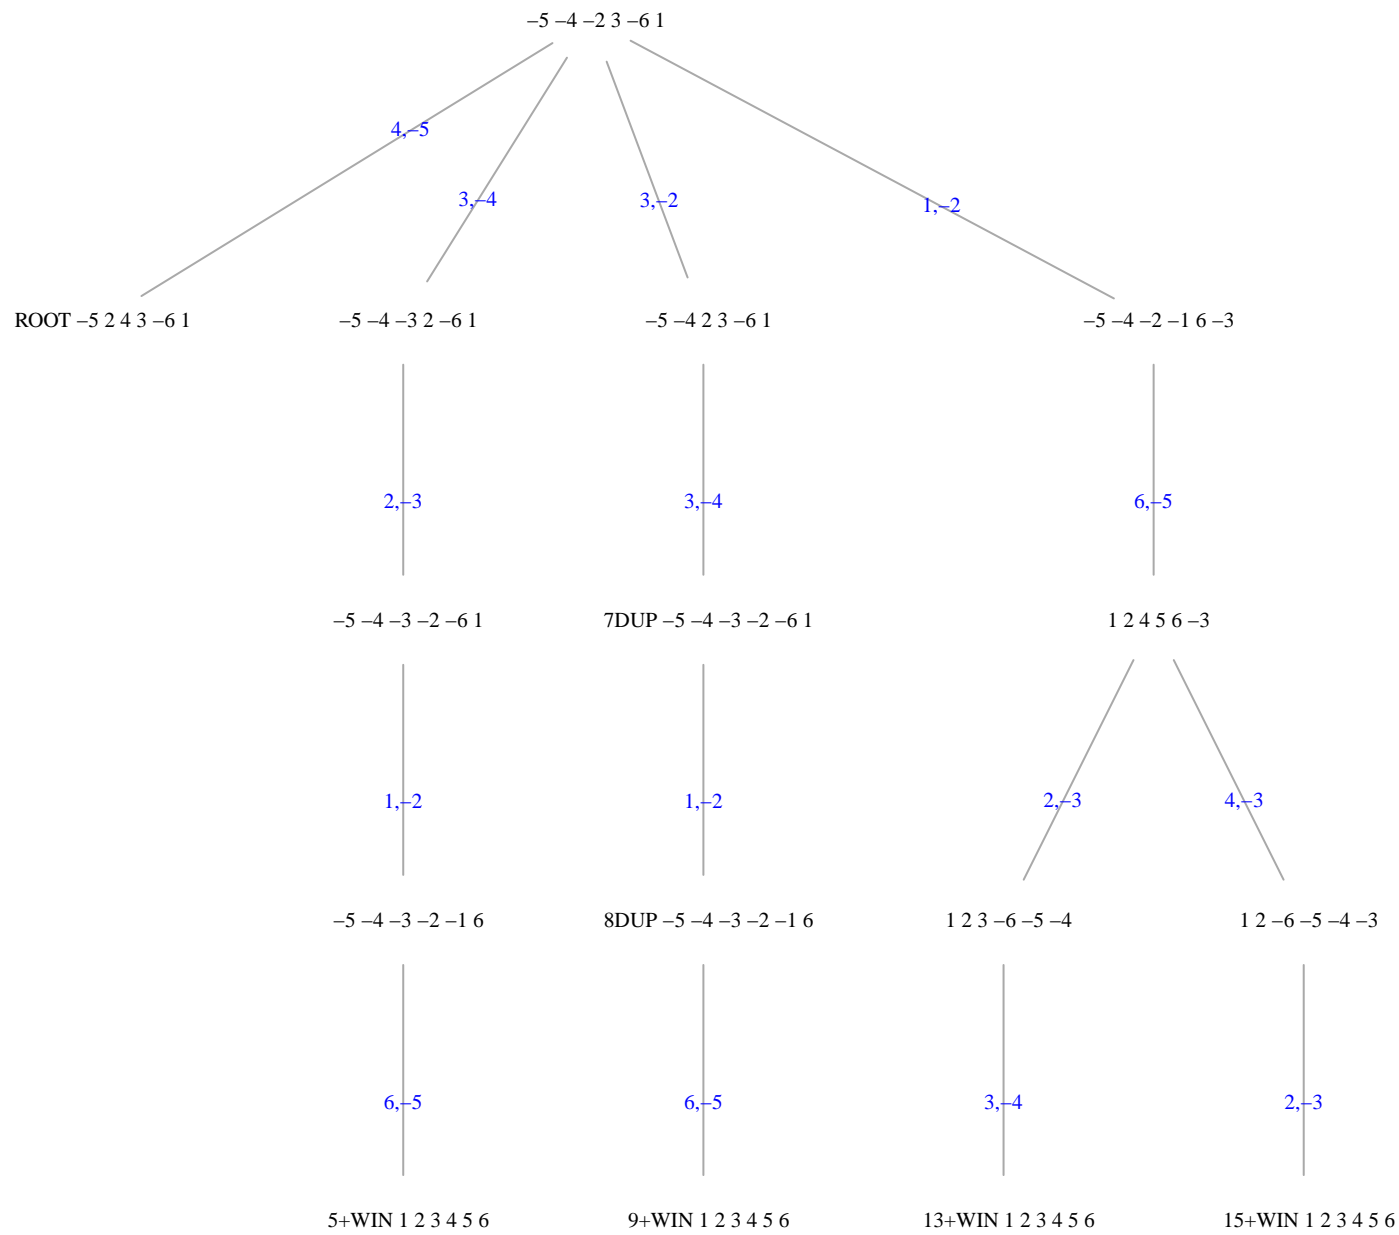 –5 –4 –2 3 –6 1
4,–5
3,–4
3,–2
1,–2
ROOT –5 2 4 3 –6 1
–5 –4 –3 2 –6 1
–5 –4 2 3 –6 1
–5 –4 –2 –1 6 –3
2,–3
3,–4
6,–5
–5 –4 –3 –2 –6 1
7DUP –5 –4 –3 –2 –6 1
1 2 4 5 6 –3
1,–2
1,–2
2,–3
4,–3
–5 –4 –3 –2 –1 6
8DUP –5 –4 –3 –2 –1 6
1 2 3 –6 –5 –4
1 2 –6 –5 –4 –3
6,–5
6,–5
3,–4
2,–3
5+WIN 1 2 3 4 5 6
9+WIN 1 2 3 4 5 6
13+WIN 1 2 3 4 5 6
15+WIN 1 2 3 4 5 6